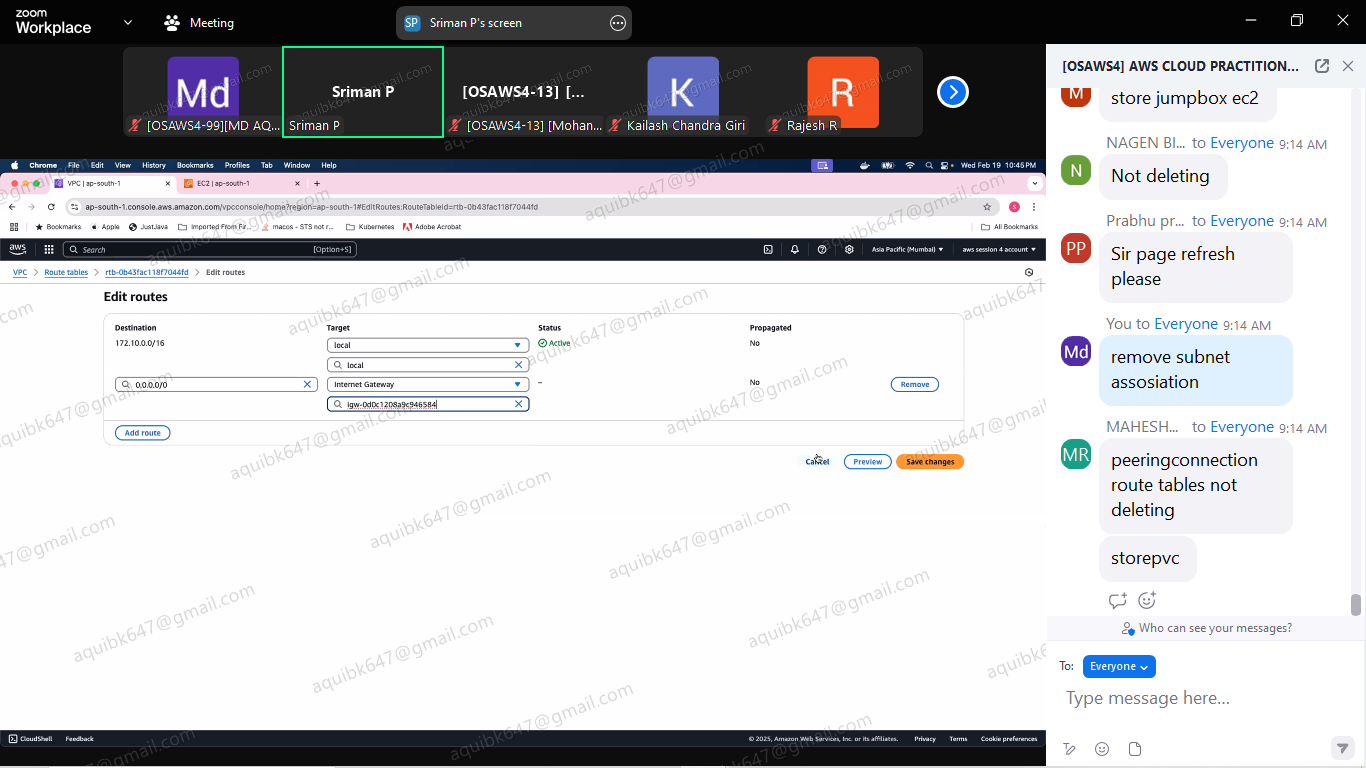 zoom
Workplace
Meeting
SP Sriman P's screen
Md
[OSAWS4-99][MD AQ...
Sriman P
Sriman P
[OSAWS4-13] [...
[OSAWS4-13] [Mohan...
K
Kailash Chandra Giri
R
Rajesh R
Chrome File Edit View History Bookmarks Profiles Tab Window Help
Wed Feb 19 10:45 PM
VPC | ap-south-1
EC2 | ap-south-1
ap-south-1.console.aws.amazon.com/vpcconsole/home?region=ap-south-1#EditRoutes:RouteTableId=rtb-0b43fac118f7044fd
S
Bookmarks Apple JustJava Imported From Fir... macos - STS not r... Kubernetes Adobe Acrobat
All Bookmarks
aws Search [Option+S]
Asia Pacific (Mumbai) aws session 4 account
VPC > Route tables > rtb-0b43fac118f7044fd > Edit routes
Edit routes
Destination Target Status Propagated
172.10.0.0/16 local Active No
local
0.0.0.0/0 Internet Gateway – No Remove
igw-0d0c1208a9c946584
Add route
Cancel Preview Save changes
CloudShell Feedback
© 2025, Amazon Web Services, Inc. or its affiliates. Privacy Terms Cookie preferences
[OSAWS4] AWS CLOUD PRACTITION...
M
store jumpbox ec2
NAGEN BI... to Everyone 9:14 AM
N
Not deleting
Prabhu pr... to Everyone 9:14 AM
PP
Sir page refresh
please
You to Everyone 9:14 AM
Md
remove subnet
assosiation
MAHESH... to Everyone 9:14 AM
MR
peeringconnection
route tables not
deleting
storepvc
Who can see your messages?
To: Everyone
Type message here...
aquibk647@gmail.com